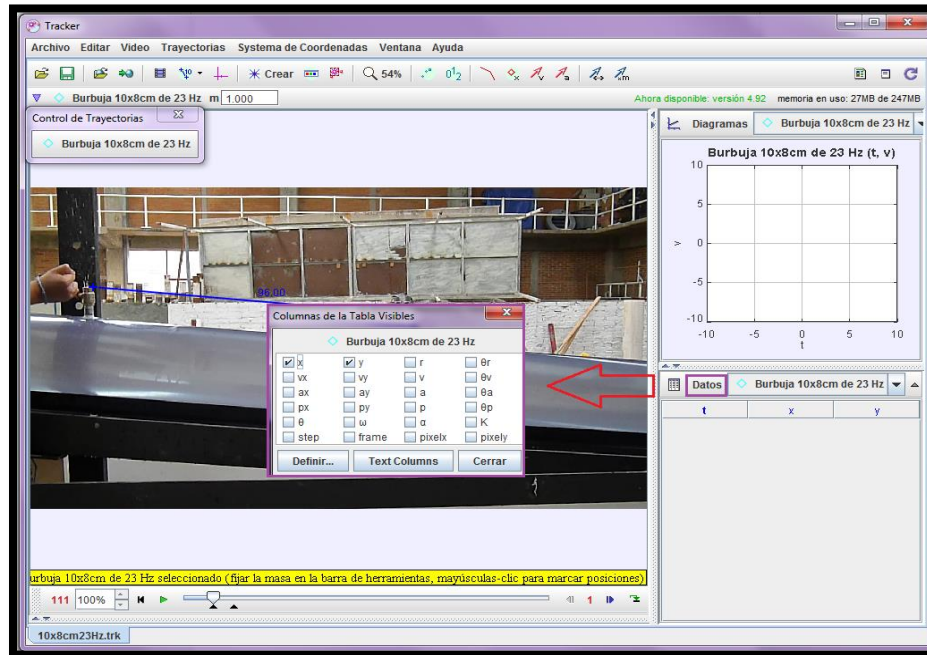 Tracker
Archivo Editar Video Trayectorias Sistema de Coordenadas Ventana Ayuda
Crear 54%
Burbuja 10x8cm de 23 Hz m 1.000 Ahora disponible: versión 4.92 memoria en uso: 27MB de 247MB
Control de Trayectorias
Burbuja 10x8cm de 23 Hz
Diagramas Burbuja 10x8cm de 23 Hz
Burbuja 10x8cm de 23 Hz (t, v)
10
5
v 0
-5
-10
-10 -5 0 5 10
t
96,00
Columnas de la Tabla Visibles
Burbuja 10x8cm de 23 Hz
x y r θr
vx vy v θv
ax ay a θa
px py p θp
θ ω α K
step frame pixelx pixely
Definir... Text Columns Cerrar
Datos Burbuja 10x8cm de 23 Hz
t x y
urbuja 10x8cm de 23 Hz seleccionado (fijar la masa en la barra de herramientas, mayúsculas-clic para marcar posiciones)
111 100% 1
10x8cm23Hz.trk